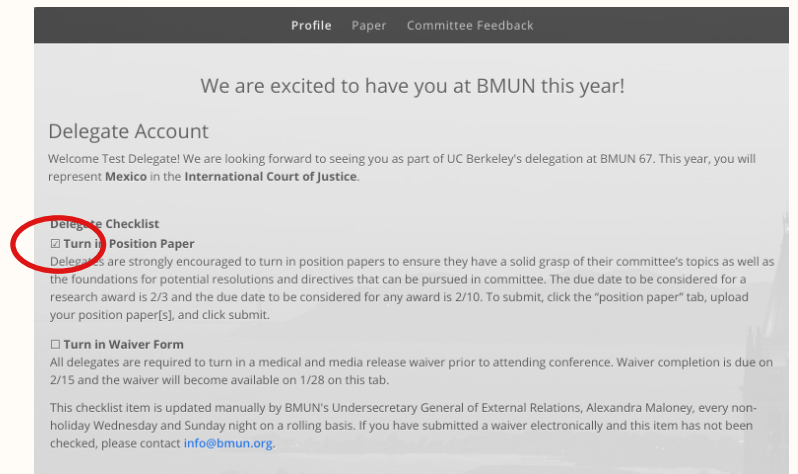 Profile Paper Committee Feedback
We are excited to have you at BMUN this year!
Delegate Account
Welcome Test Delegate! We are looking forward to seeing you as part of UC Berkeley's delegation at BMUN 67. This year, you will
represent Mexico in the International Court of Justice.
Delegate Checklist
☑ Turn in Position Paper
Delegates are strongly encouraged to turn in position papers to ensure they have a solid grasp of their committee's topics as well as
the foundations for potential resolutions and directives that can be pursued in committee. The due date to be considered for a
research award is 2/3 and the due date to be considered for any award is 2/10. To submit, click the “position paper” tab, upload
your position paper[s], and click submit.
☐ Turn in Waiver Form
All delegates are required to turn in a medical and media release waiver prior to attending conference. Waiver completion is due on
2/15 and the waiver will become available on 1/28 on this tab.
This checklist item is updated manually by BMUN's Undersecretary General of External Relations, Alexandra Maloney, every non-
holiday Wednesday and Sunday night on a rolling basis. If you have submitted a waiver electronically and this item has not been
checked, please contact info@bmun.org.